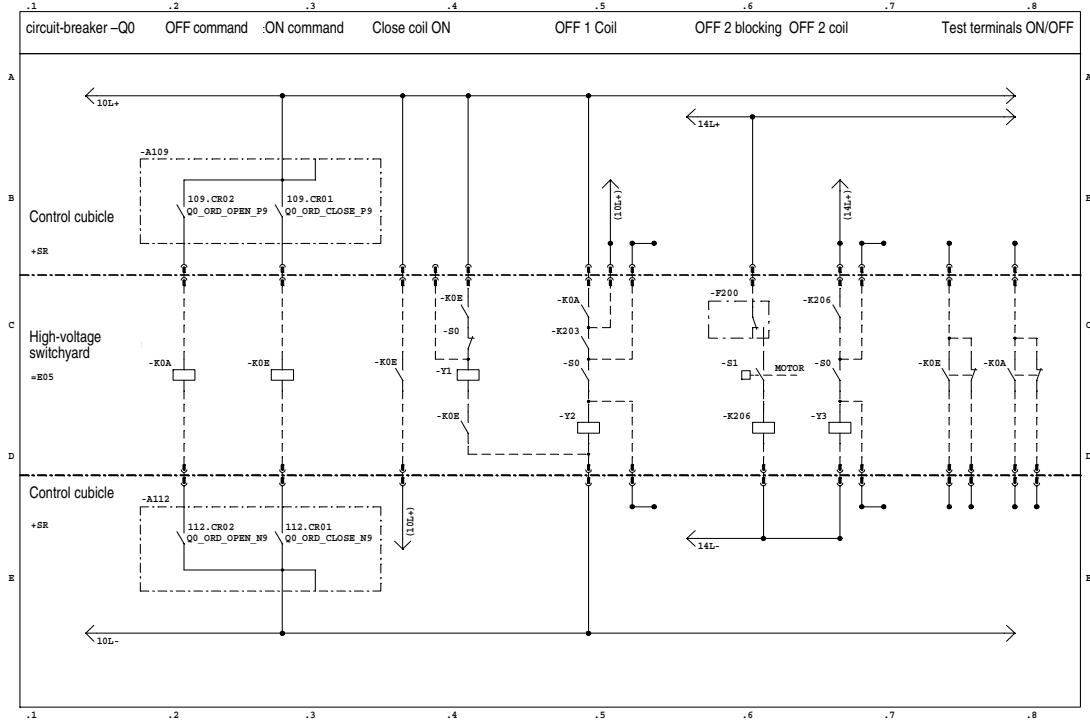 .1 .2 .3 .4 .5 .6 .7 .8
circuit-breaker –Q0 OFF command :ON command Close coil ON OFF 1 Coil OFF 2 blocking OFF 2 coil Test terminals ON/OFF
A A
10L+
14L+
-A109
B B
109.CR02 109.CR01
Q0_ORD_OPEN_P9 Q0_ORD_CLOSE_P9
(10L+) (14L+)
Control cubicle
+SR
-K0E -K0A -F200 -K206
C C
-S0 -K203
High-voltage
switchyard
=E05
-K0A -K0E -K0E -Y1 -S0 -S1 MOTOR -S0 -K0E -K0A
-K0E -Y2 -K206 -Y3
D D
Control cubicle
+SR
-A112
112.CR02 112.CR01
Q0_ORD_OPEN_N9 Q0_ORD_CLOSE_N9
(10L+)
14L-
E E
10L-
.1 .2 .3 .4 .5 .6 .7 .8